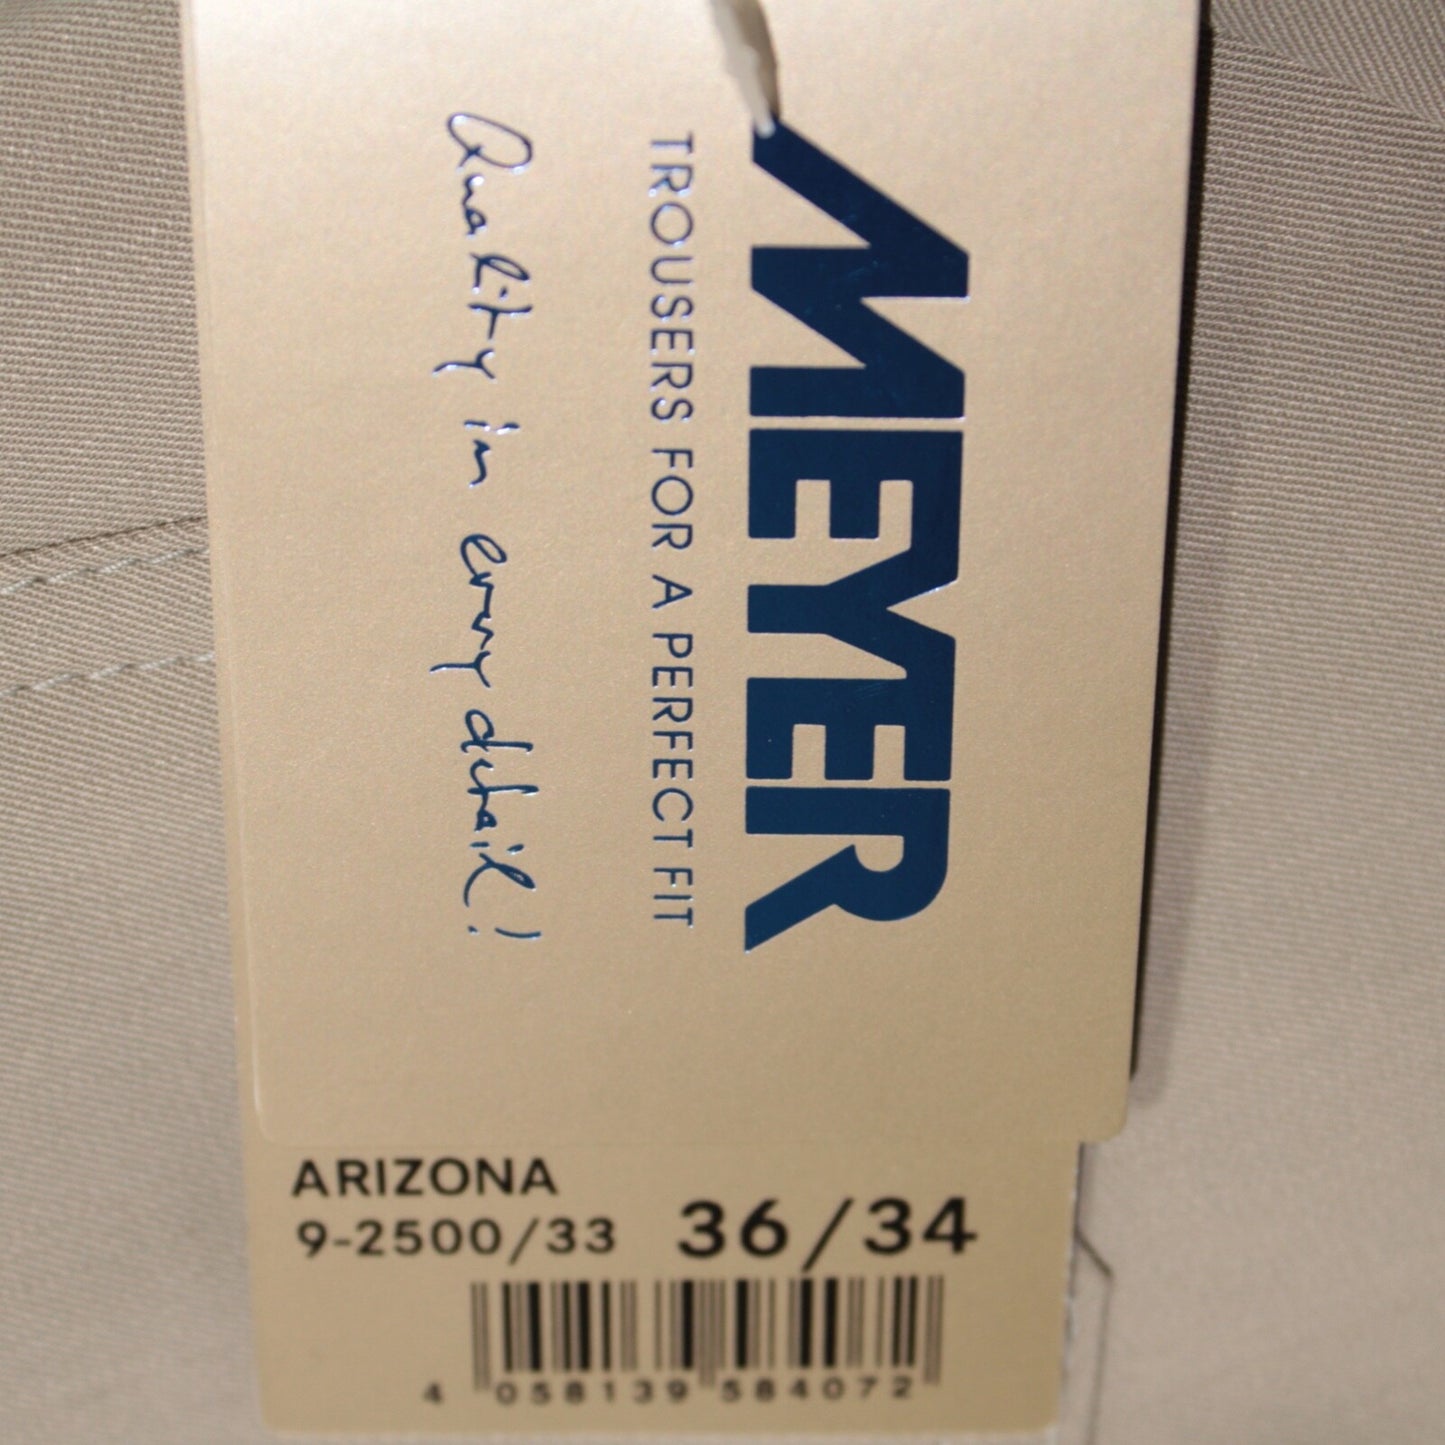 MEYER
TROUSERS FOR A PERFECT FIT
Quality in every detail!
ARIZONA
9-2500/33 36/34
4 058139 584072